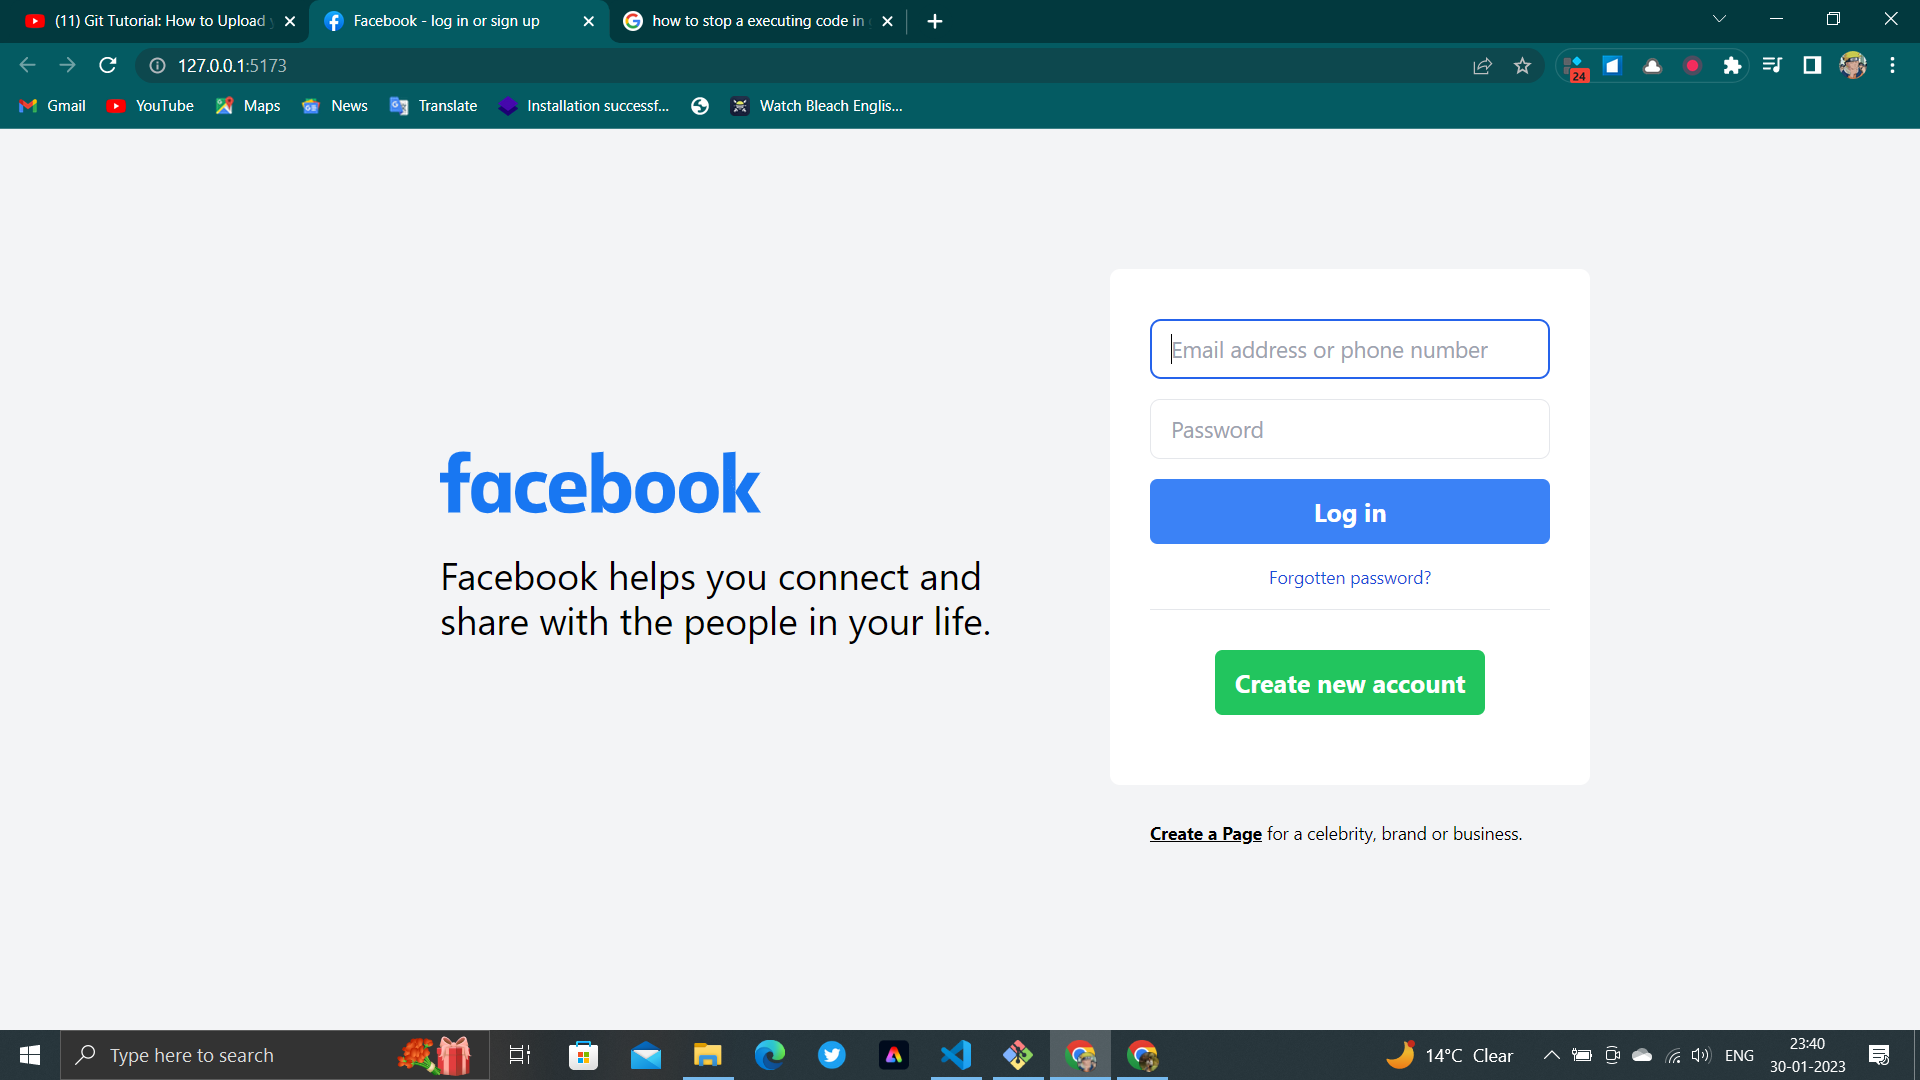 (11) Git Tutorial: How to Upload
Facebook - log in or sign up
how to stop a executing code in
127.0.0.1:5173
24
Gmail
YouTube
Maps
News
Translate
Installation successf...
Watch Bleach Englis...
facebook
Facebook helps you connect and
share with the people in your life.
Email address or phone number
Password
Log in
Forgotten password?
Create new account
Create a Page for a celebrity, brand or business.
Type here to search
14°C Clear
ENG
23:40
30-01-2023